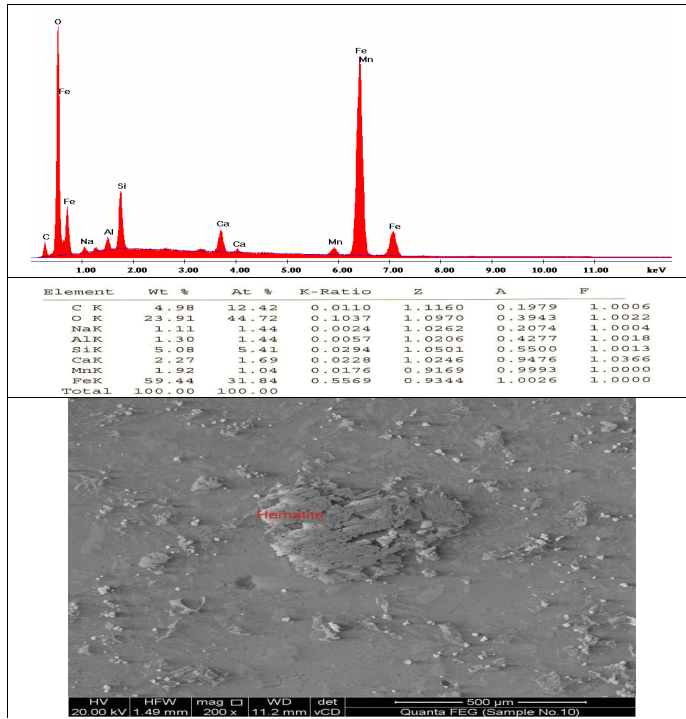 O
Fe
Mn
Fe
Si
Fe
Na
Al
Ca
Ca
C
Mn
Fe
1.00 2.00 3.00 4.00 5.00 6.00 7.00 8.00 9.00 10.00 11.00 keV
Element Wt % At % K-Ratio Z A F
C K 4.98 12.42 0.0110 1.1160 0.1979 1.0006
O K 23.91 44.72 0.1037 1.0970 0.3943 1.0022
NaK 1.11 1.44 0.0024 1.0262 0.2074 1.0004
AlK 1.30 1.44 0.0057 1.0206 0.4277 1.0018
SiK 5.08 5.41 0.0294 1.0501 0.5500 1.0013
CaK 2.27 1.69 0.0228 1.0246 0.9476 1.0366
MnK 1.92 1.04 0.0176 0.9169 0.9993 1.0000
FeK 59.44 31.84 0.5569 0.9344 1.0026 1.0000
Total 100.00 100.00
Hematite
HV HFW mag WD det 500 µm
20.00 kV 1.49 mm 200 x 11.2 mm vCD Quanta FEG (Sample No.10)